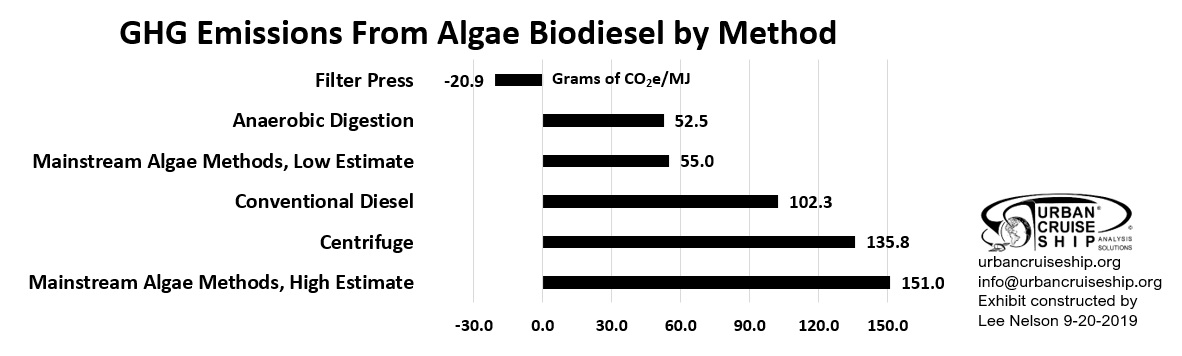 GHG Emissions From Algae Biodiesel by Method
Filter Press -20.9 Grams of CO₂e/MJ
Anaerobic Digestion 52.5
Mainstream Algae Methods, Low Estimate 55.0
Conventional Diesel 102.3
Centrifuge 135.8
Mainstream Algae Methods, High Estimate 151.0
-30.0 0.0 30.0 60.0 90.0 120.0 150.0
URBAN®
CRUISE ©
SHIP ANALYSIS
SOLUTIONS
urbancruiseship.org
info@urbancruiseship.org
Exhibit constructed by
Lee Nelson 9-20-2019